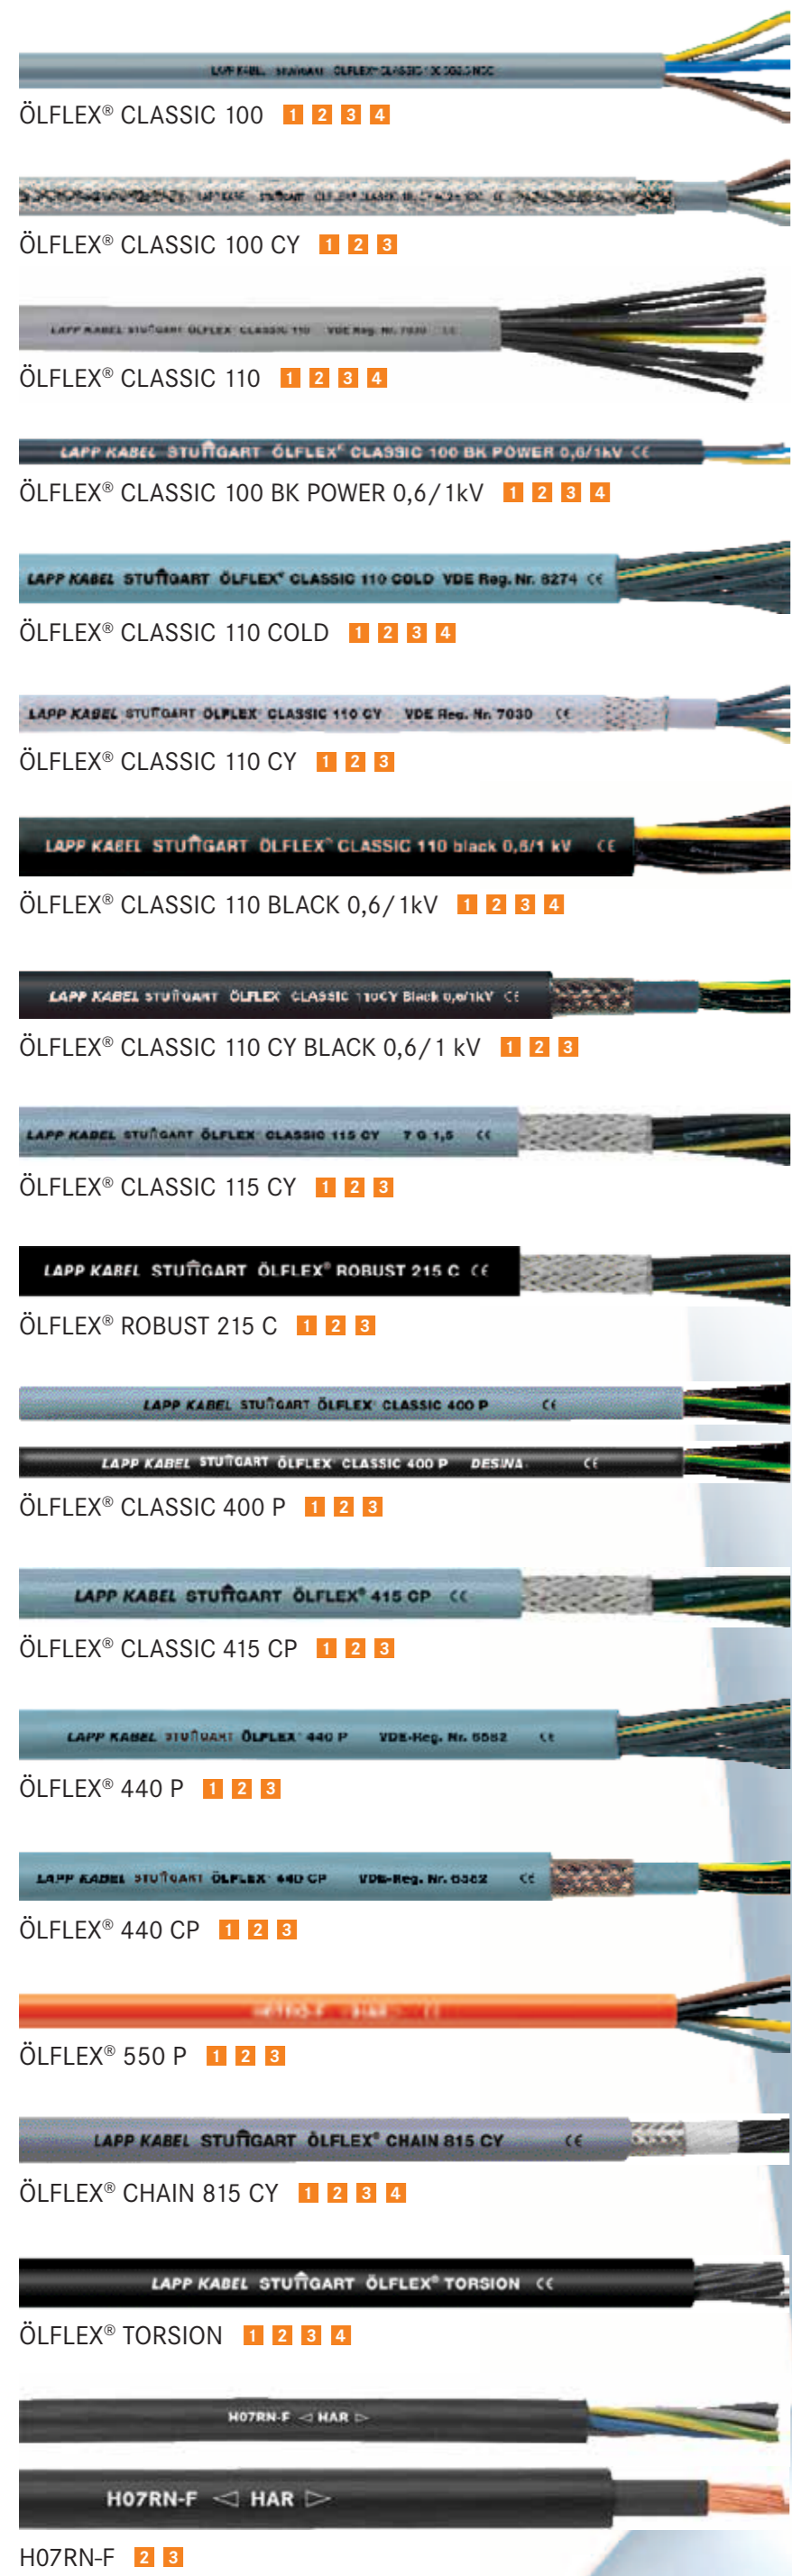 ÖLFLEX® CLASSIC 100 1 2 3 4
ÖLFLEX® CLASSIC 100 CY 1 2 3
LAPP KABEL STUTTGART ÖLFLEX CLASSIC 110 VDE Reg. Nr. 7030 CE
ÖLFLEX® CLASSIC 110 1 2 3 4
LAPP KABEL STUTTGART ÖLFLEX® CLASSIC 100 BK POWER 0,6/1kV CE
ÖLFLEX® CLASSIC 100 BK POWER 0,6/1kV 1 2 3 4
LAPP KABEL STUTTGART ÖLFLEX® CLASSIC 110 COLD VDE Reg. Nr. 8274 CE
ÖLFLEX® CLASSIC 110 COLD 1 2 3 4
LAPP KABEL STUTTGART ÖLFLEX CLASSIC 110 CY VDE Reg. Nr. 7030 CE
ÖLFLEX® CLASSIC 110 CY 1 2 3
LAPP KABEL STUTTGART ÖLFLEX® CLASSIC 110 black 0,6/1 kV CE
ÖLFLEX® CLASSIC 110 BLACK 0,6/1kV 1 2 3 4
LAPP KABEL STUTTGART ÖLFLEX CLASSIC 110CY Black 0,6/1kV CE
ÖLFLEX® CLASSIC 110 CY BLACK 0,6/1 kV 1 2 3
LAPP KABEL STUTTGART ÖLFLEX CLASSIC 115 CY 7 G 1,5 CE
ÖLFLEX® CLASSIC 115 CY 1 2 3
LAPP KABEL STUTTGART ÖLFLEX® ROBUST 215 C CE
ÖLFLEX® ROBUST 215 C 1 2 3
LAPP KABEL STUTTGART ÖLFLEX CLASSIC 400 P CE
LAPP KABEL STUTTGART ÖLFLEX CLASSIC 400 P DESINA CE
ÖLFLEX® CLASSIC 400 P 1 2 3
LAPP KABEL STUTTGART ÖLFLEX® 415 CP CE
ÖLFLEX® CLASSIC 415 CP 1 2 3
LAPP KABEL STUTTGART ÖLFLEX® 440 P VDE-Reg. Nr. 6582 CE
ÖLFLEX® 440 P 1 2 3
LAPP KABEL STUTTGART ÖLFLEX® 440 CP VDE-Reg. Nr. 6582 CE
ÖLFLEX® 440 CP 1 2 3
ÖLFLEX® 550 P 1 2 3
LAPP KABEL STUTTGART ÖLFLEX® CHAIN 815 CY CE
ÖLFLEX® CHAIN 815 CY 1 2 3 4
LAPP KABEL STUTTGART ÖLFLEX® TORSION CE
ÖLFLEX® TORSION 1 2 3 4
H07RN-F ◁ HAR ▷
H07RN-F ◁ HAR ▷
H07RN-F 2 3